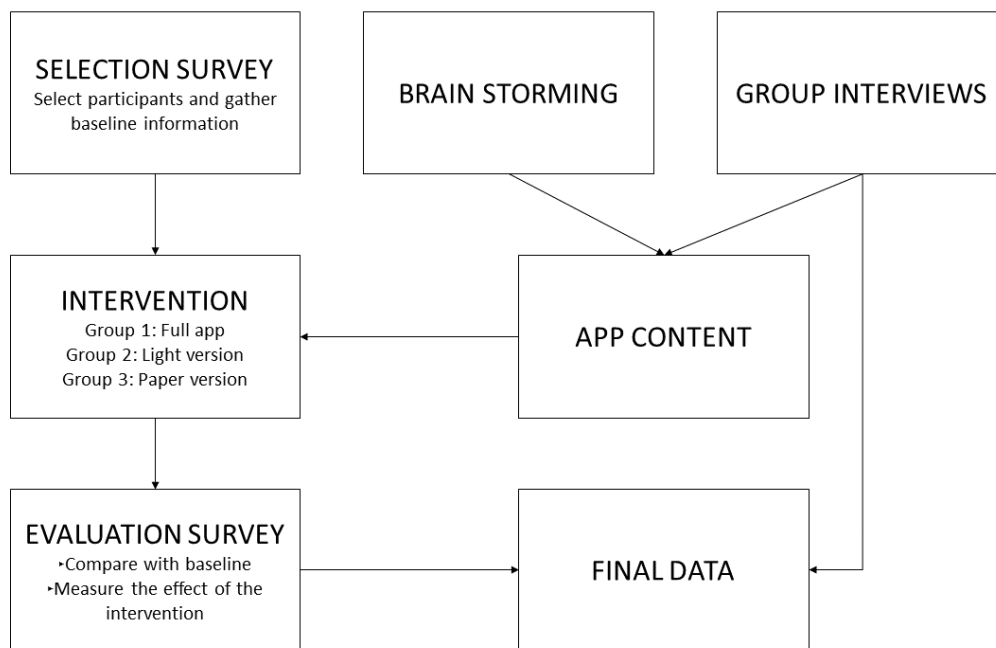 SELECTION SURVEY
Select participants and gather
baseline information
BRAIN STORMING
GROUP INTERVIEWS
INTERVENTION
Group 1: Full app
Group 2: Light version
Group 3: Paper version
APP CONTENT
EVALUATION SURVEY
‣Compare with baseline
‣Measure the effect of the
intervention
FINAL DATA